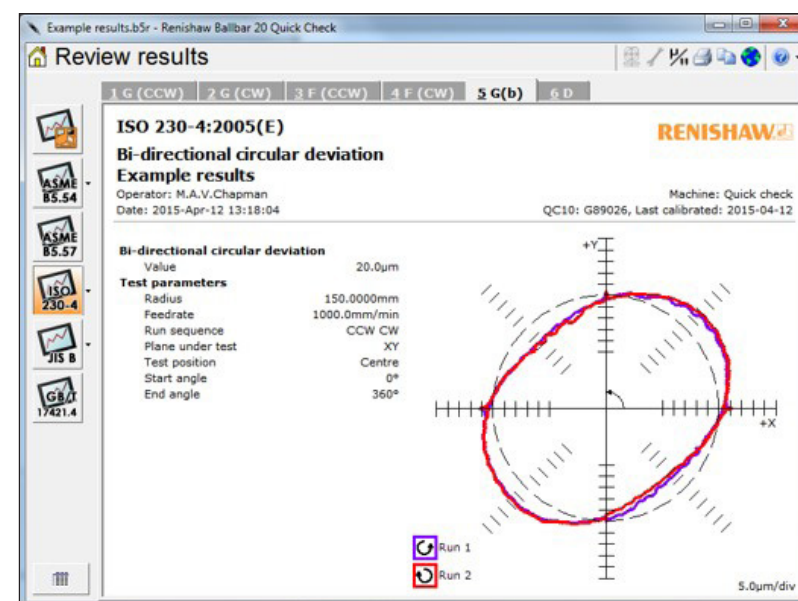 Example results.b5r - Renishaw Ballbar 20 Quick Check
Review results
1 G (CCW) 2 G (CW) 3 F (CCW) 4 F (CW) 5 G(b) 6 D
ISO 230-4:2005(E)
RENISHAW
Bi-directional circular deviation
Example results
Operator: M.A.V.Chapman
Machine: Quick check
Date: 2015-Apr-12 13:18:04
QC10: G89026, Last calibrated: 2015-04-12
ASME B5.54
ASME B5.57
ISO 230-4
JIS B
GB/T 17421.4
Bi-directional circular deviation
Value 20.0µm
Test parameters
Radius 150.0000mm
Feedrate 1000.0mm/min
Run sequence CCW CW
Plane under test XY
Test position Centre
Start angle 0°
End angle 360°
+Y
+X
Run 1
Run 2
5.0µm/div